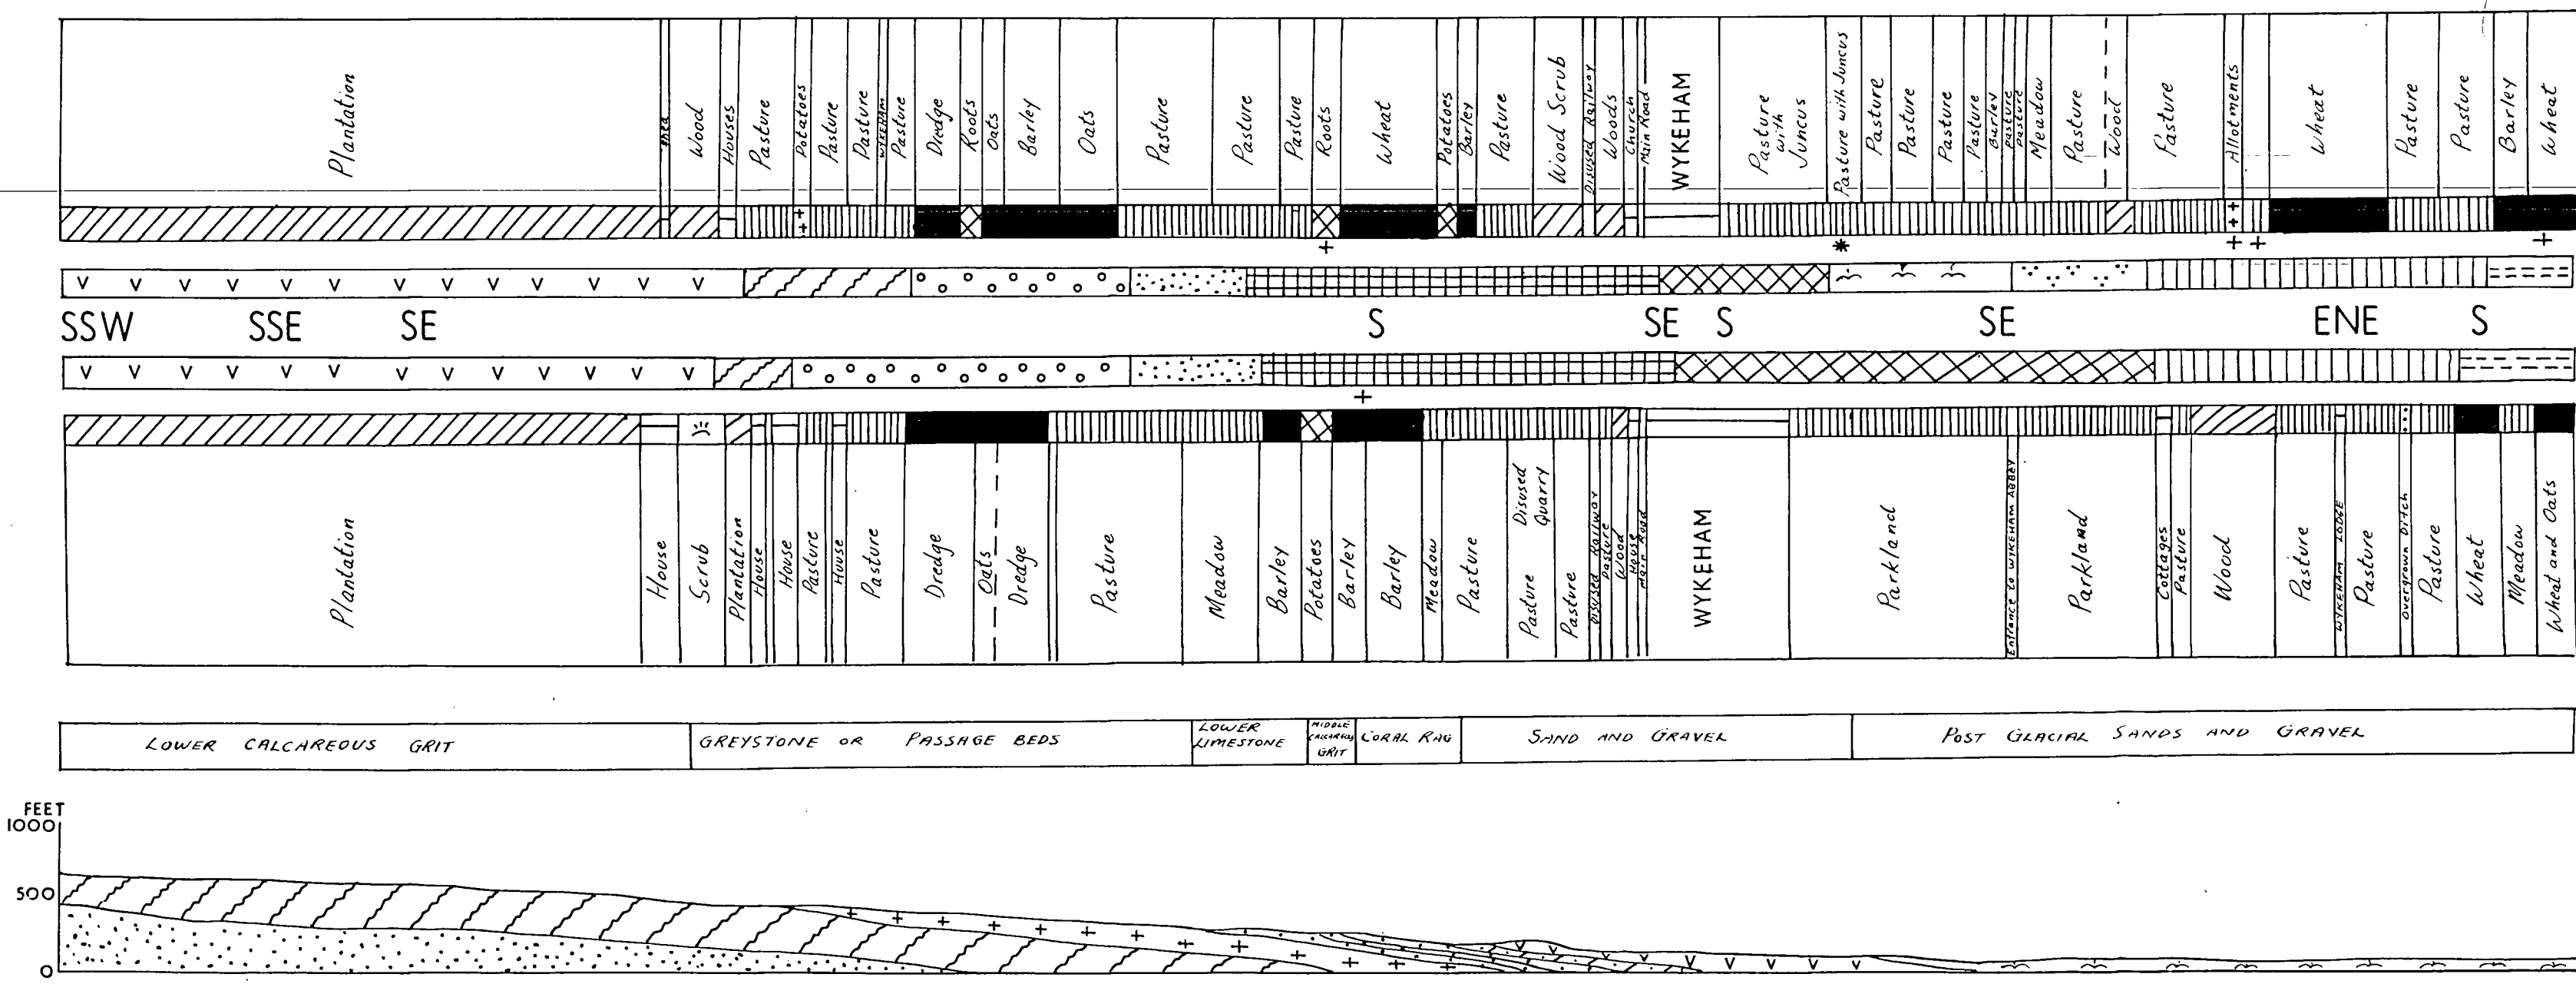 Plantation
Wood
Houses
Pasture
Potatoes
Pasture
Pasture
WYKEHAM
Pasture
Dredge
Roots
Oats
Barley
Oats
Pasture
Pasture
Pasture
Roots
Wheat
Potatoes
Barley
Pasture
Wood Scrub
Disused Railway
Woods
Church
Main Road
WYKEHAM
Pasture
with
Juncus
Pasture with Juncus
Pasture
Pasture
Pasture
Pasture
Barley
Pasture
Pasture
Meadow
Pasture
Wood
Pasture
Allotments
Wheat
Pasture
Pasture
Barley
Wheat
SSW SSE SE S SE S SE ENE S
Plantation
House
Scrub
Plantation
House
House
Pasture
House
Pasture
Dredge
Oats
Dredge
Pasture
Meadow
Barley
Potatoes
Barley
Barley
Meadow
Pasture
Disused
Quarry
Pasture
Pasture
Disused Railway
Pasture
Wood
House
Main Road
WYKEHAM
Parkland
Entrance to WYKEHAM ABBEY
Parkland
Cottages
Pasture
Wood
Pasture
WYKEHAM LODGE
Pasture
Overgrown Ditch
Pasture
Wheat
Meadow
Wheat and Oats
LOWER CALCAREOUS GRIT
GREYSTONE OR PASSAGE BEDS
LOWER
LIMESTONE
MIDDLE
CALCAREOUS
GRIT
CORAL RAG
SAND AND GRAVEL
POST GLACIAL SANDS AND GRAVEL
FEET
1000
500
0